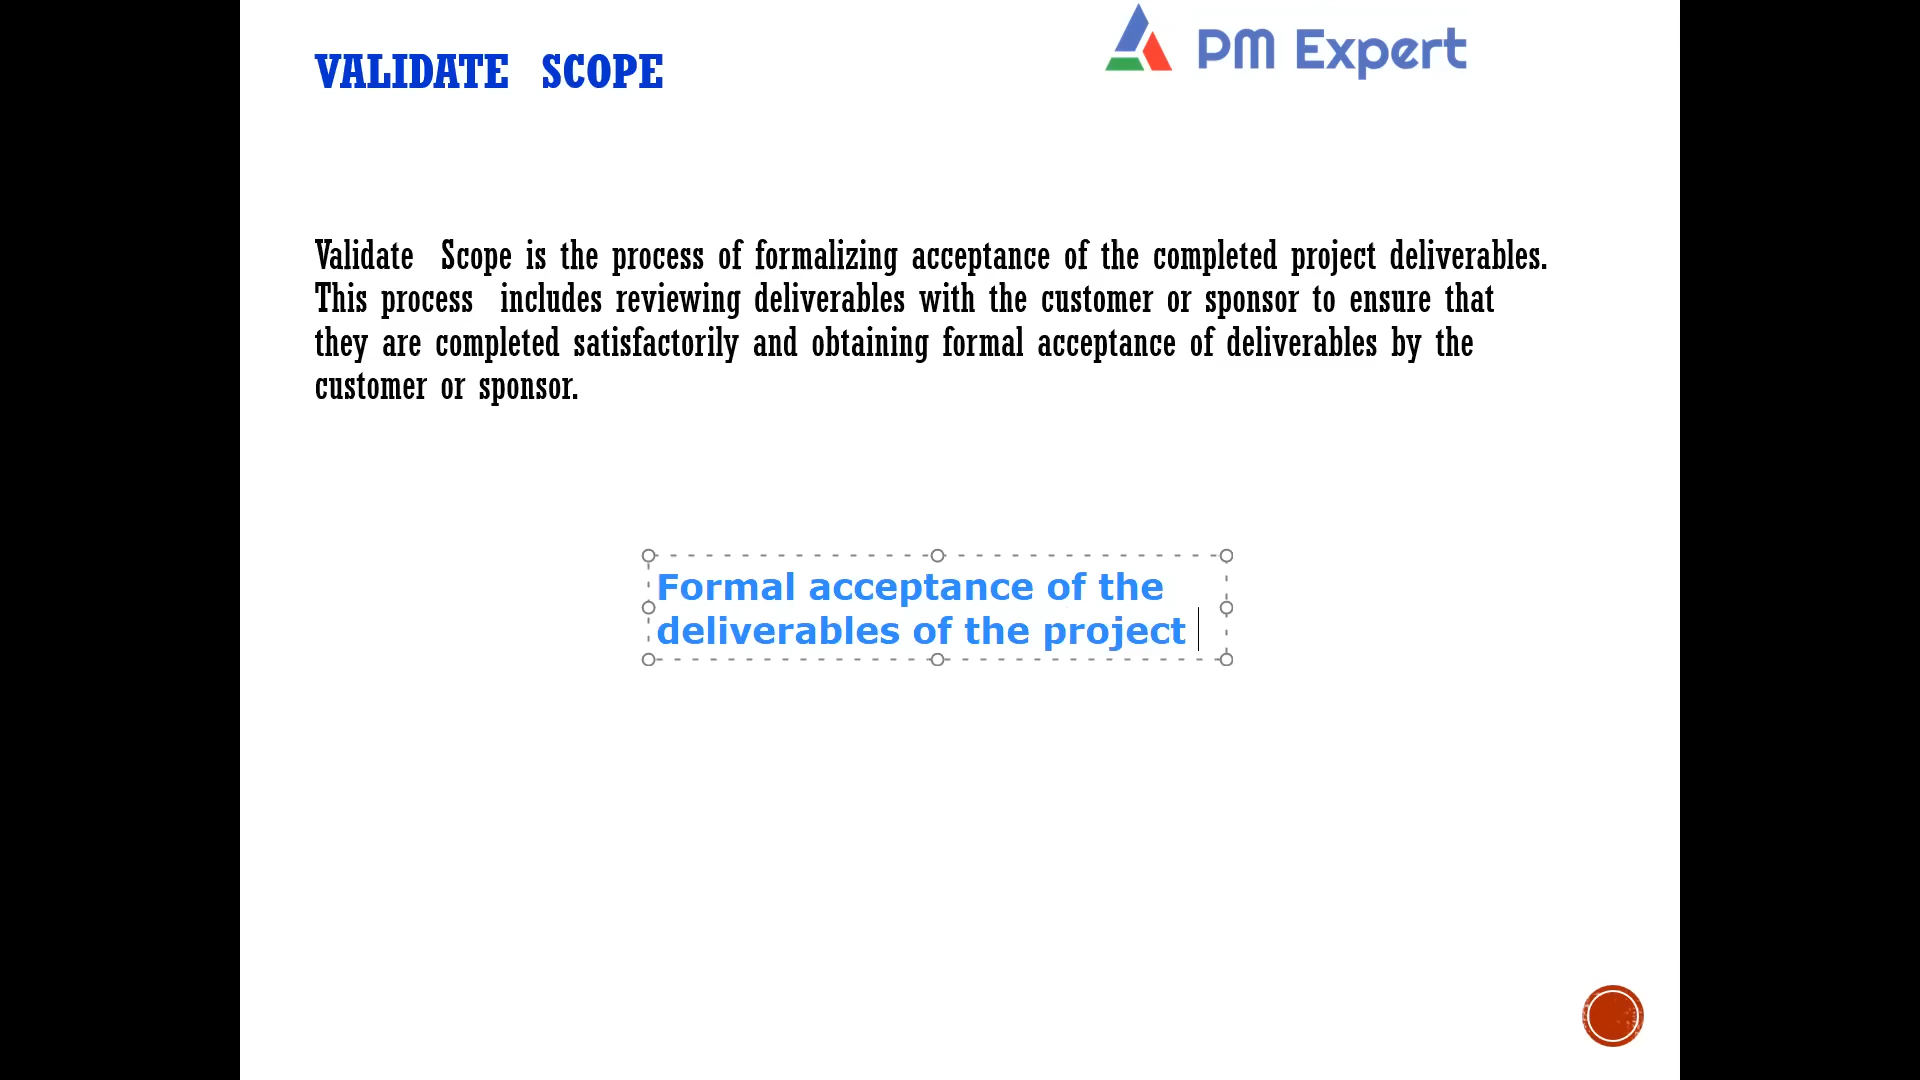 VALIDATE SCOPE
PM Expert
Validate Scope is the process of formalizing acceptance of the completed project deliverables.
This process includes reviewing deliverables with the customer or sponsor to ensure that
they are completed satisfactorily and obtaining formal acceptance of deliverables by the
customer or sponsor.
Formal acceptance of the
deliverables of the project